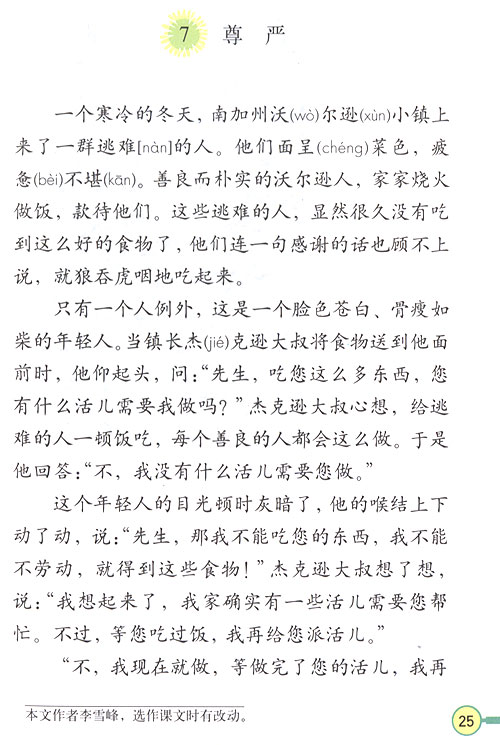 7 尊 严
一个寒冷的冬天，南加州沃(wò)尔逊(xùn)小镇上
来了一群逃难[nàn]的人。他们面呈(chéng)菜色，疲
惫(bèi)不堪(kān)。善良而朴实的沃尔逊人，家家烧火
做饭，款待他们。这些逃难的人，显然很久没有吃
到这么好的食物了，他们连一句感谢的话也顾不上
说，就狼吞虎咽地吃起来。
只有一个人例外，这是一个脸色苍白、骨瘦如
柴的年轻人。当镇长杰(jié)克逊大叔将食物送到他面
前时，他仰起头，问：“先生，吃您这么多东西，您
有什么活儿需要我做吗？”杰克逊大叔心想，给逃
难的人一顿饭吃，每个善良的人都会这么做。于是
他回答：“不，我没有什么活儿需要您做。”
这个年轻人的目光顿时灰暗了，他的喉结上下
动了动，说：“先生，那我不能吃您的东西，我不能
不劳动，就得到这些食物！”杰克逊大叔想了想，
说：“我想起来了，我家确实有一些活儿需要您帮
忙。不过，等您吃过饭，我再给您派活儿。”
“不，我现在就做，等做完了您的活儿，我再
本文作者李雪峰，选作课文时有改动。
25